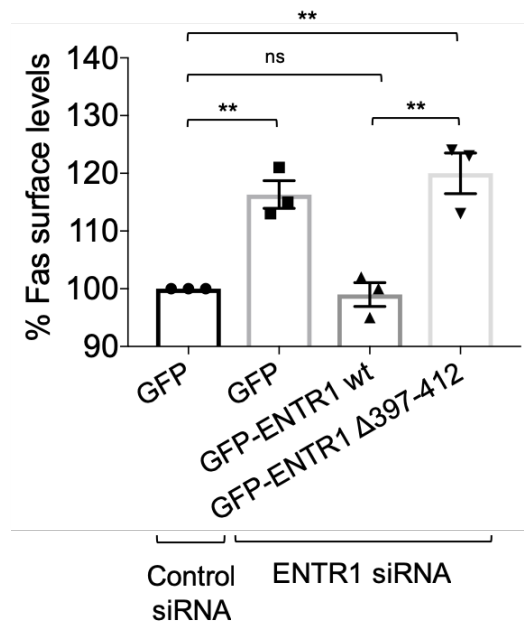 **
ns
** **
% Fas surface levels
140
130
120
110
100
90
GFP
GFP
GFP-ENTR1 wt
GFP-ENTR1 Δ397-412
Control
siRNA
ENTR1 siRNA